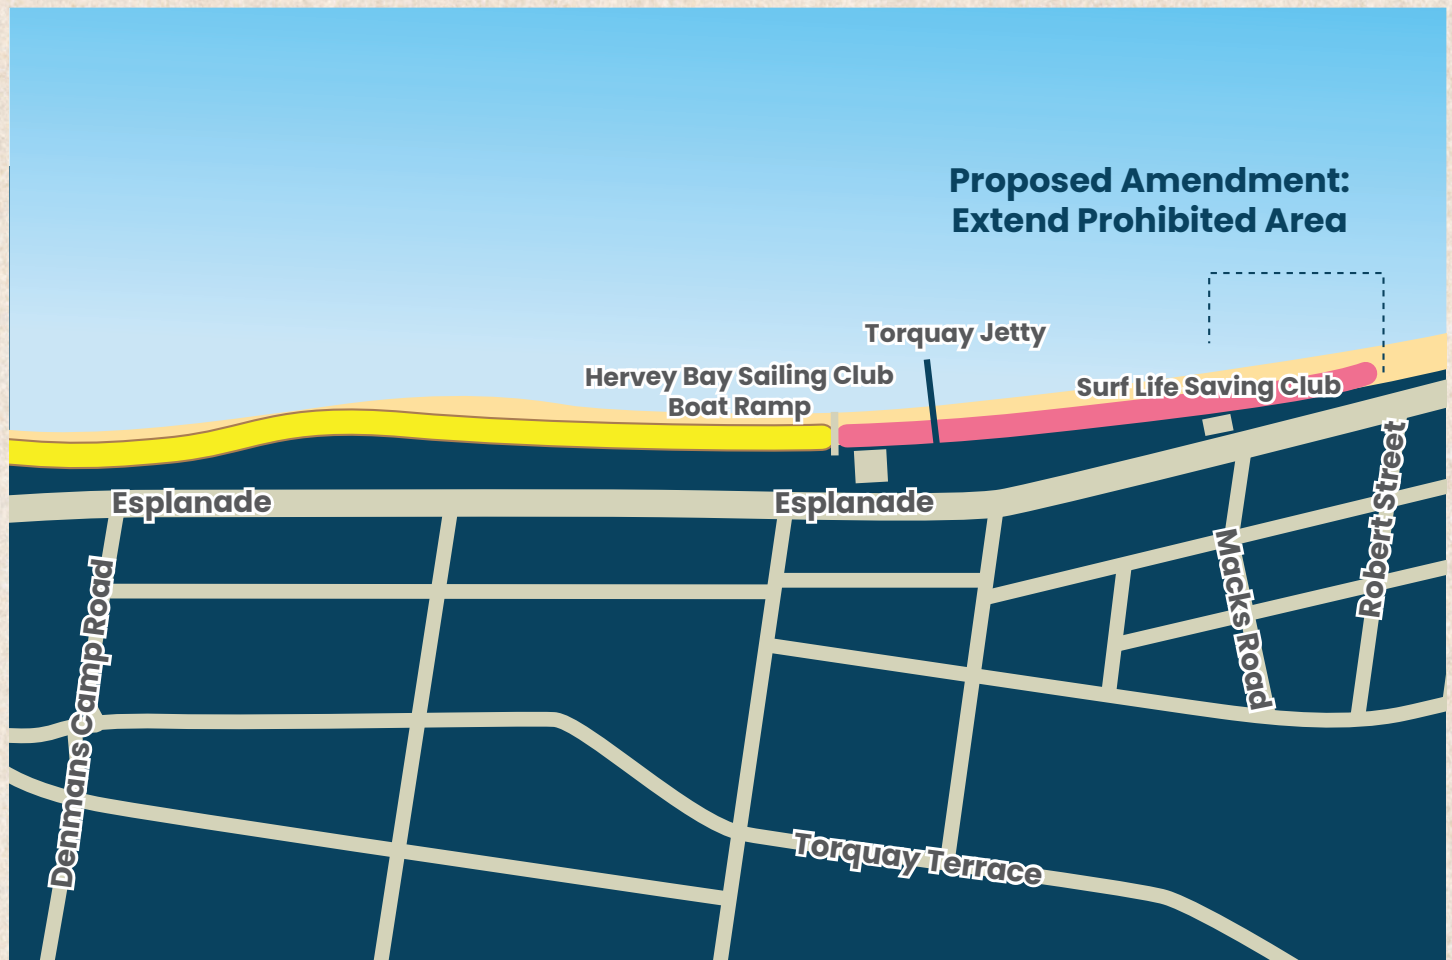 Proposed Amendment:
Extend Prohibited Area
Torquay Jetty
Hervey Bay Sailing Club
Boat Ramp
Surf Life Saving Club
Esplanade
Esplanade
Denmans Camp Road
Macks Road
Robert Street
Torquay Terrace